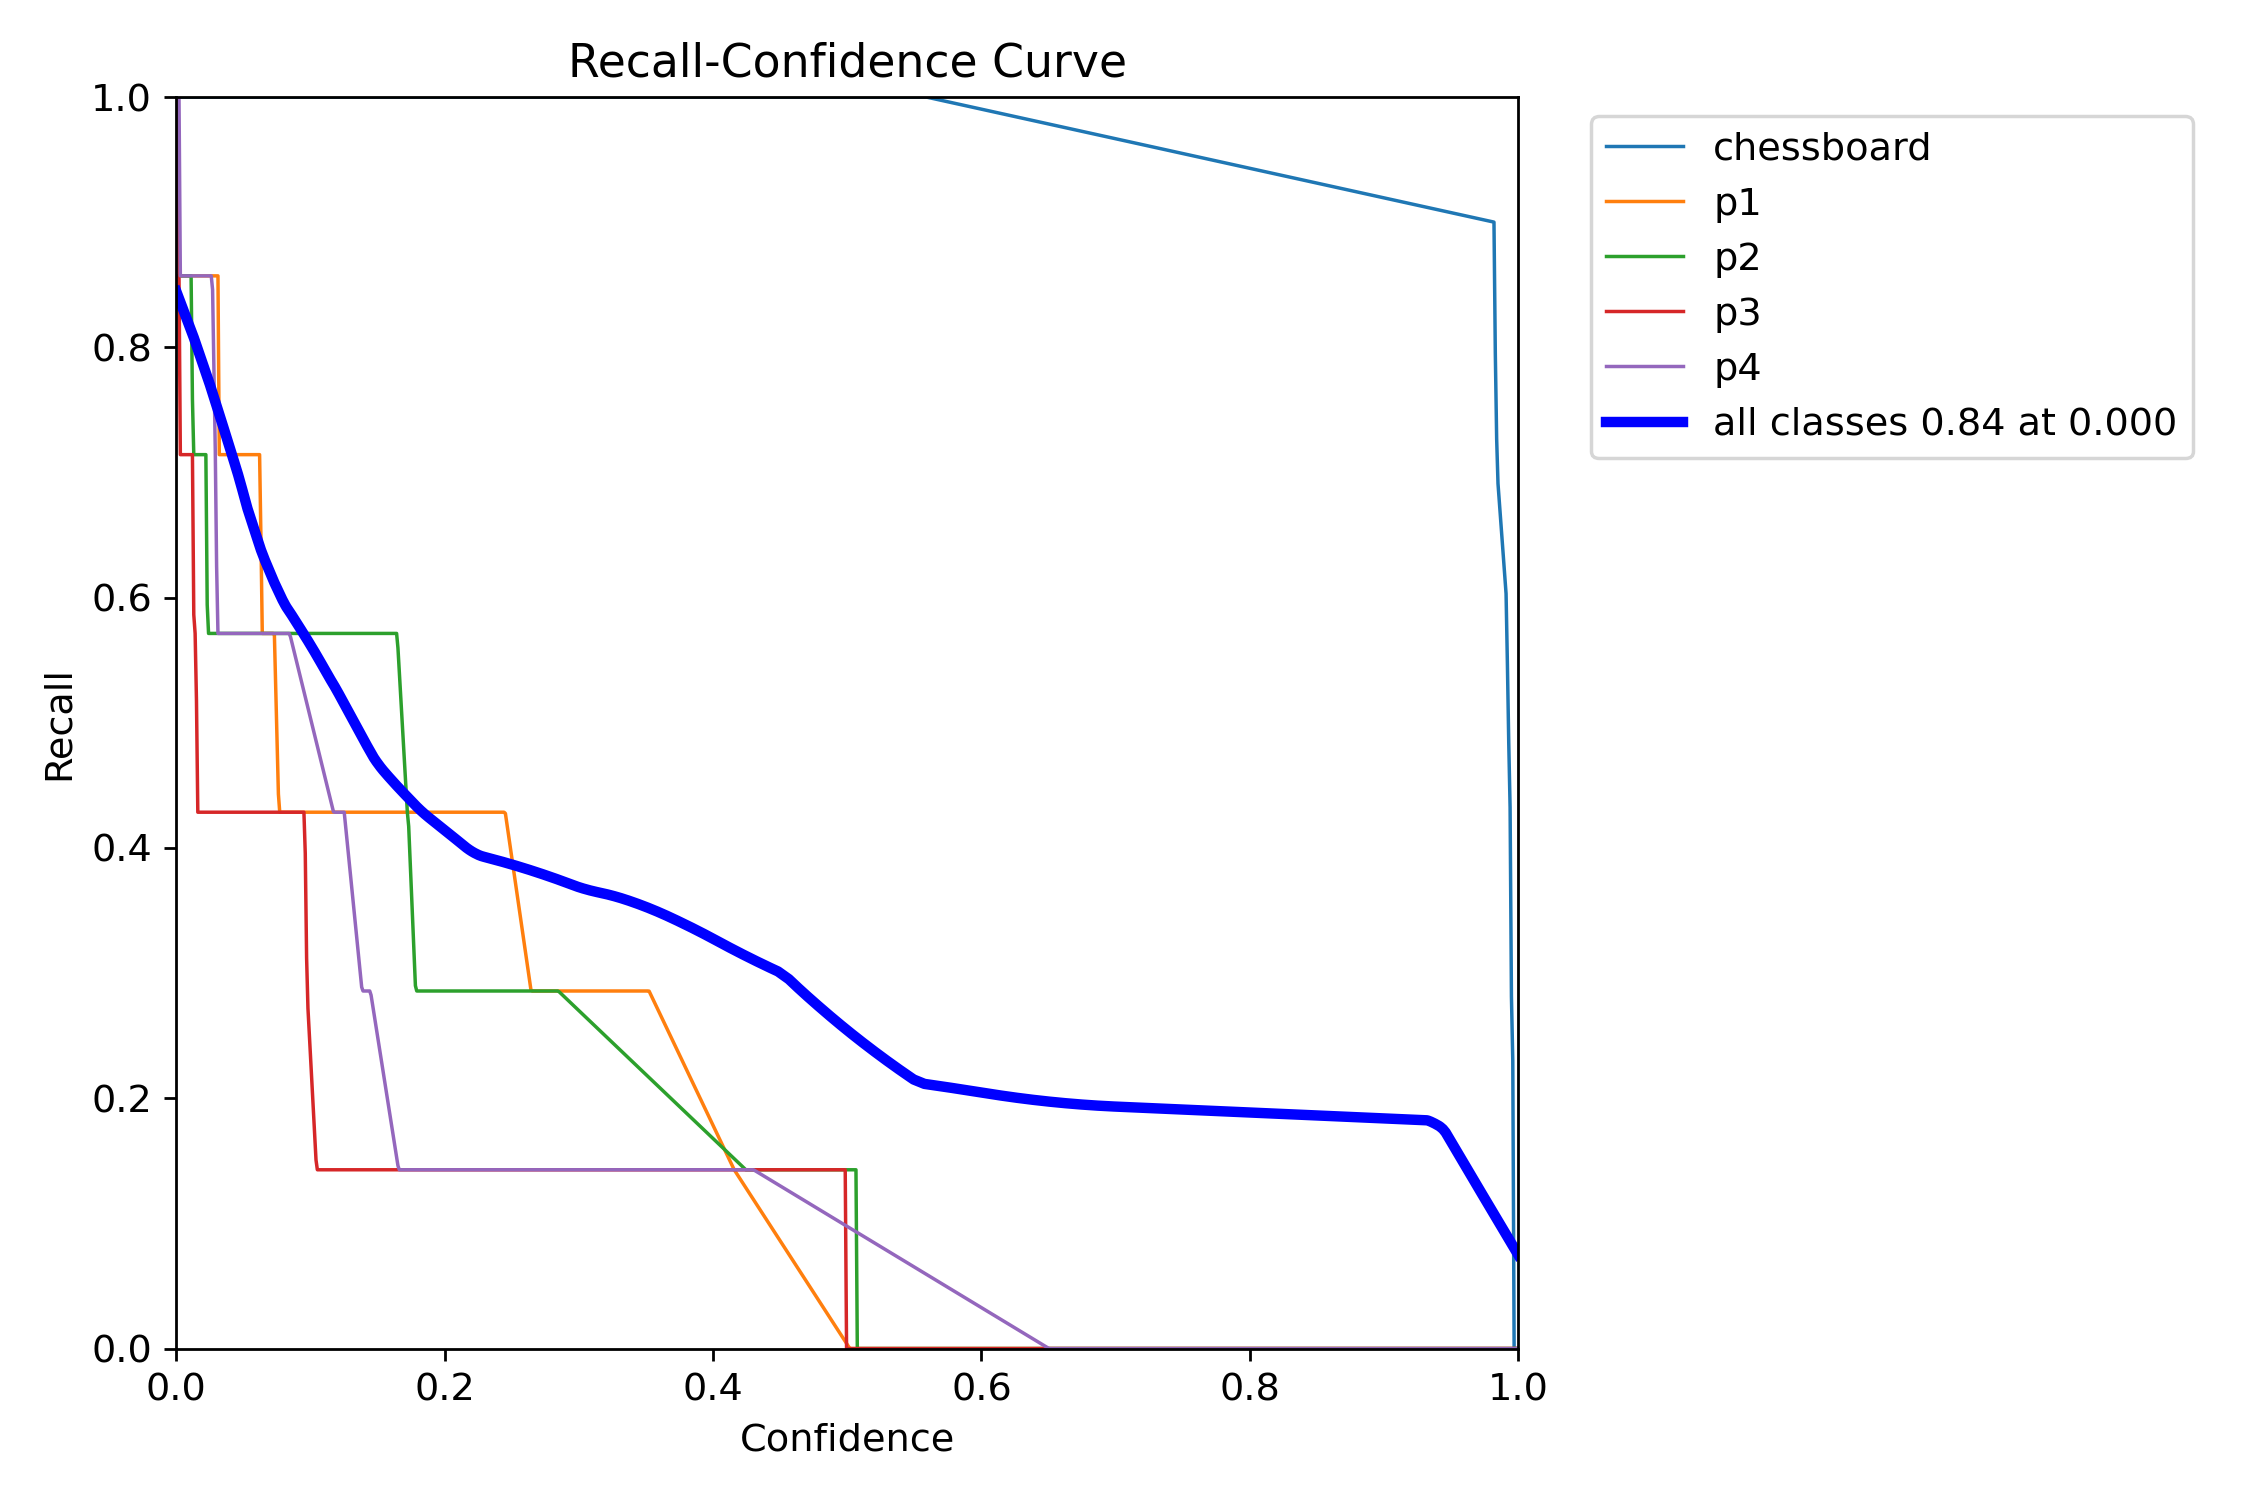 Recall-Confidence Curve
1.0
0.8
0.6
0.4
0.2
0.0
Recall
0.0 0.2 0.4 0.6 0.8 1.0
Confidence
chessboard
p1
p2
p3
p4
all classes 0.84 at 0.000